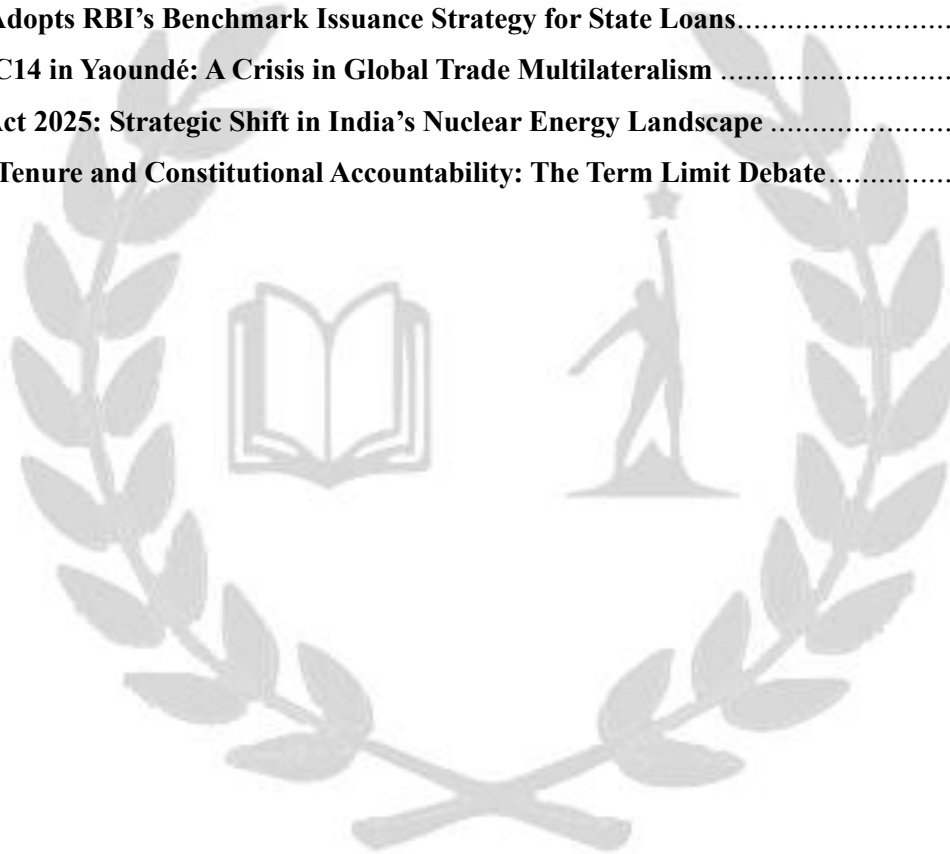 Adopts RBI’s Benchmark Issuance Strategy for State Loans....................
C14 in Yaoundé: A Crisis in Global Trade Multilateralism ......................
Act 2025: Strategic Shift in India’s Nuclear Energy Landscape .................
Tenure and Constitutional Accountability: The Term Limit Debate............